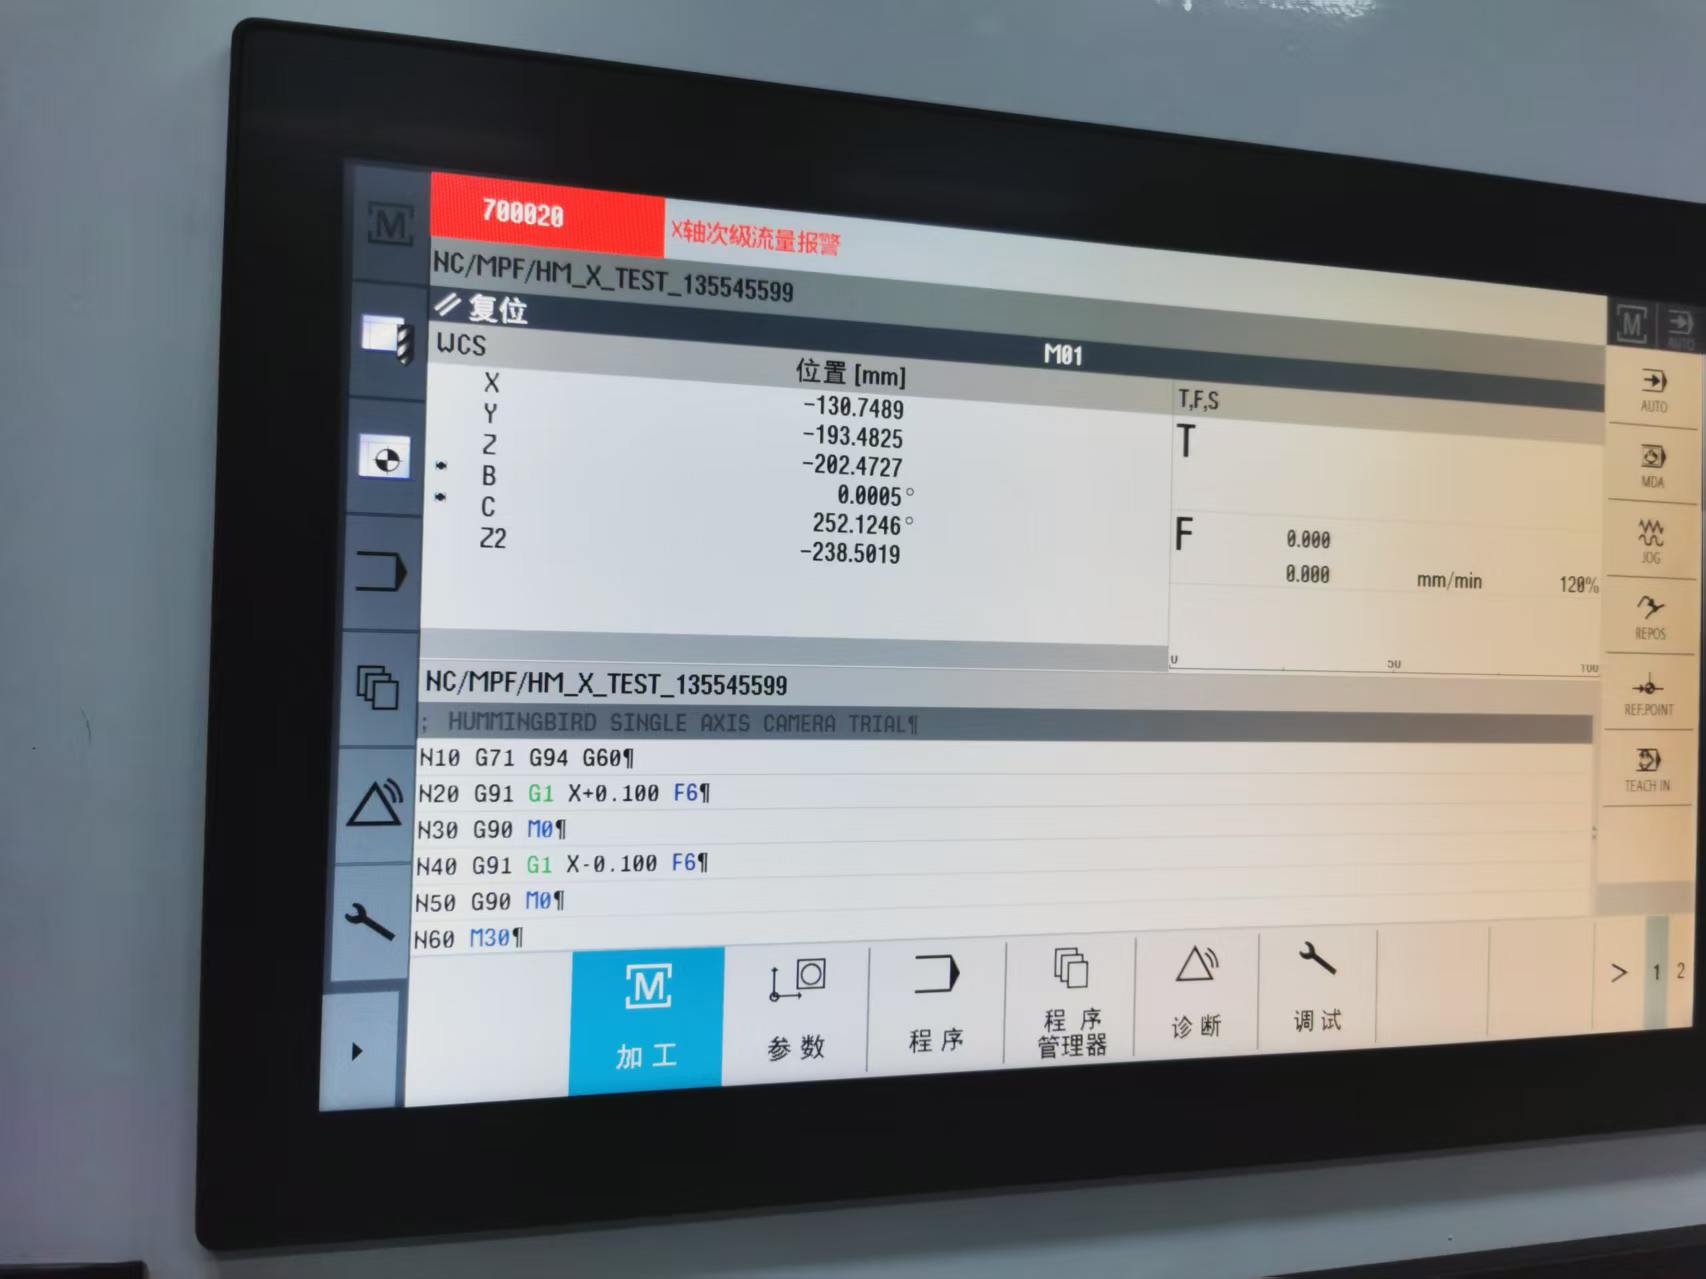 700020
X轴次级流量报警
NC/MPF/HM_X_TEST_135545599
复位
M01
WCS
位置 [mm]
T,F,S
X -130.7489
Y -193.4825
Z -202.4727
B 0.0005°
C 252.1246°
Z2 -238.5019
T
F 0.000
0.000 mm/min 120%
0 50 100
NC/MPF/HM_X_TEST_135545599
; HUMMINGBIRD SINGLE AXIS CAMERA TRIAL¶
N10 G71 G94 G60¶
N20 G91 G1 X+0.100 F6¶
N30 G90 M0¶
N40 G91 G1 X-0.100 F6¶
N50 G90 M0¶
N60 M30¶
M
M
AUTO
AUTO
MDA
JOG
REPOS
REF.POINT
TEACH IN
M
加工
参数
程序
程序
管理器
诊断
调试
> 1 2